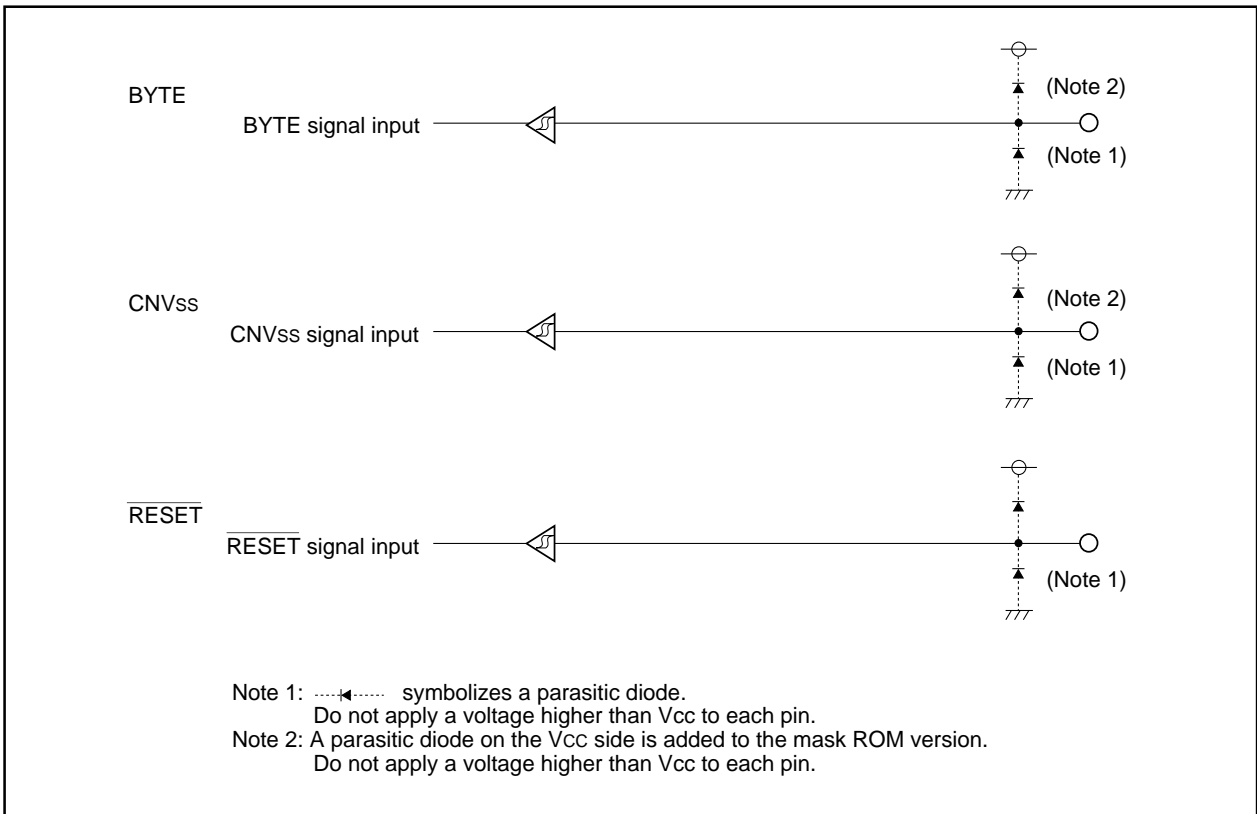 BYTE
BYTE signal input
(Note 2)
(Note 1)
CNVSS
CNVSS signal input
(Note 2)
(Note 1)
RESET
RESET signal input
(Note 1)
Note 1: symbolizes a parasitic diode.
Do not apply a voltage higher than Vcc to each pin.
Note 2: A parasitic diode on the VCC side is added to the mask ROM version.
Do not apply a voltage higher than Vcc to each pin.